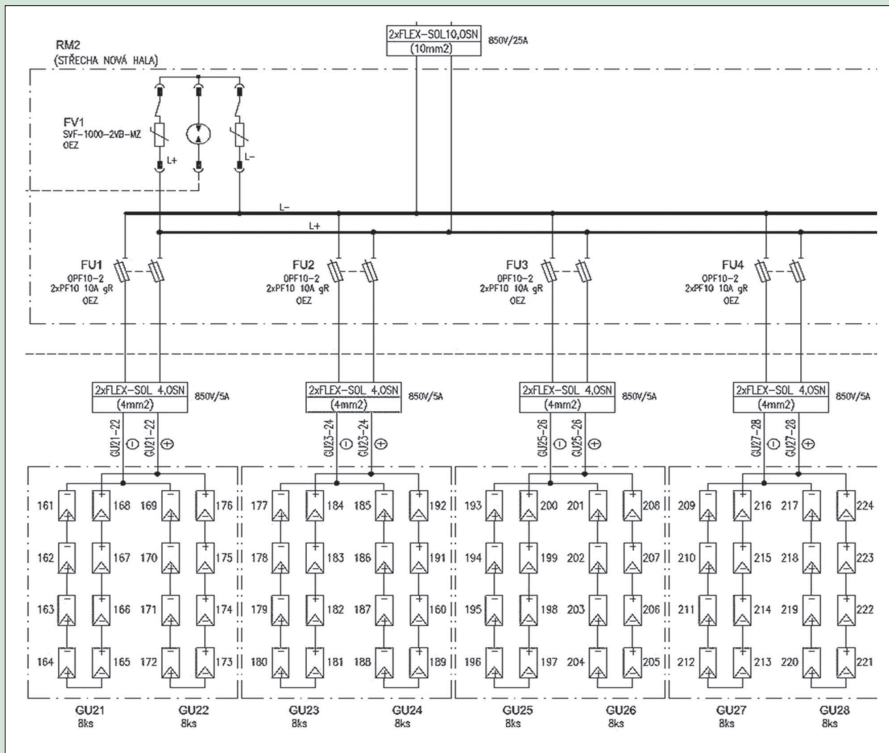 2xFLEX-SOL10,0SN
(10mm2)
850V/25A
RM2
(STŘECHA NOVÁ HALA)
FV1
SVF-1000-2VB-MZ
OEZ
L+
L-
L-
L+
FU1
OPF10-2
2xPF10 10A gR
OEZ
FU2
OPF10-2
2xPF10 10A gR
OEZ
FU3
OPF10-2
2xPF10 10A gR
OEZ
FU4
OPF10-2
2xPF10 10A gR
OEZ
2xFLEX-SOL 4,0SN
(4mm2)
850V/5A
2xFLEX-SOL 4,0SN
(4mm2)
850V/5A
2xFLEX-SOL 4,0SN
(4mm2)
850V/5A
2xFLEX-SOL 4,0SN
(4mm2)
850V/5A
GU21-22
GU21-22
GU23-24
GU23-24
GU25-26
GU25-26
GU27-28
GU27-28
161 168 169 176 177 184 185 192 193 200 201 208 209 216 217 224
162 167 170 175 178 183 186 191 194 199 202 207 210 215 218 223
163 166 171 174 179 182 187 160 195 198 203 206 211 214 219 222
164 165 172 173 180 181 188 189 196 197 204 205 212 213 220 221
GU21
8ks
GU22
8ks
GU23
8ks
GU24
8ks
GU25
8ks
GU26
8ks
GU27
8ks
GU28
8ks